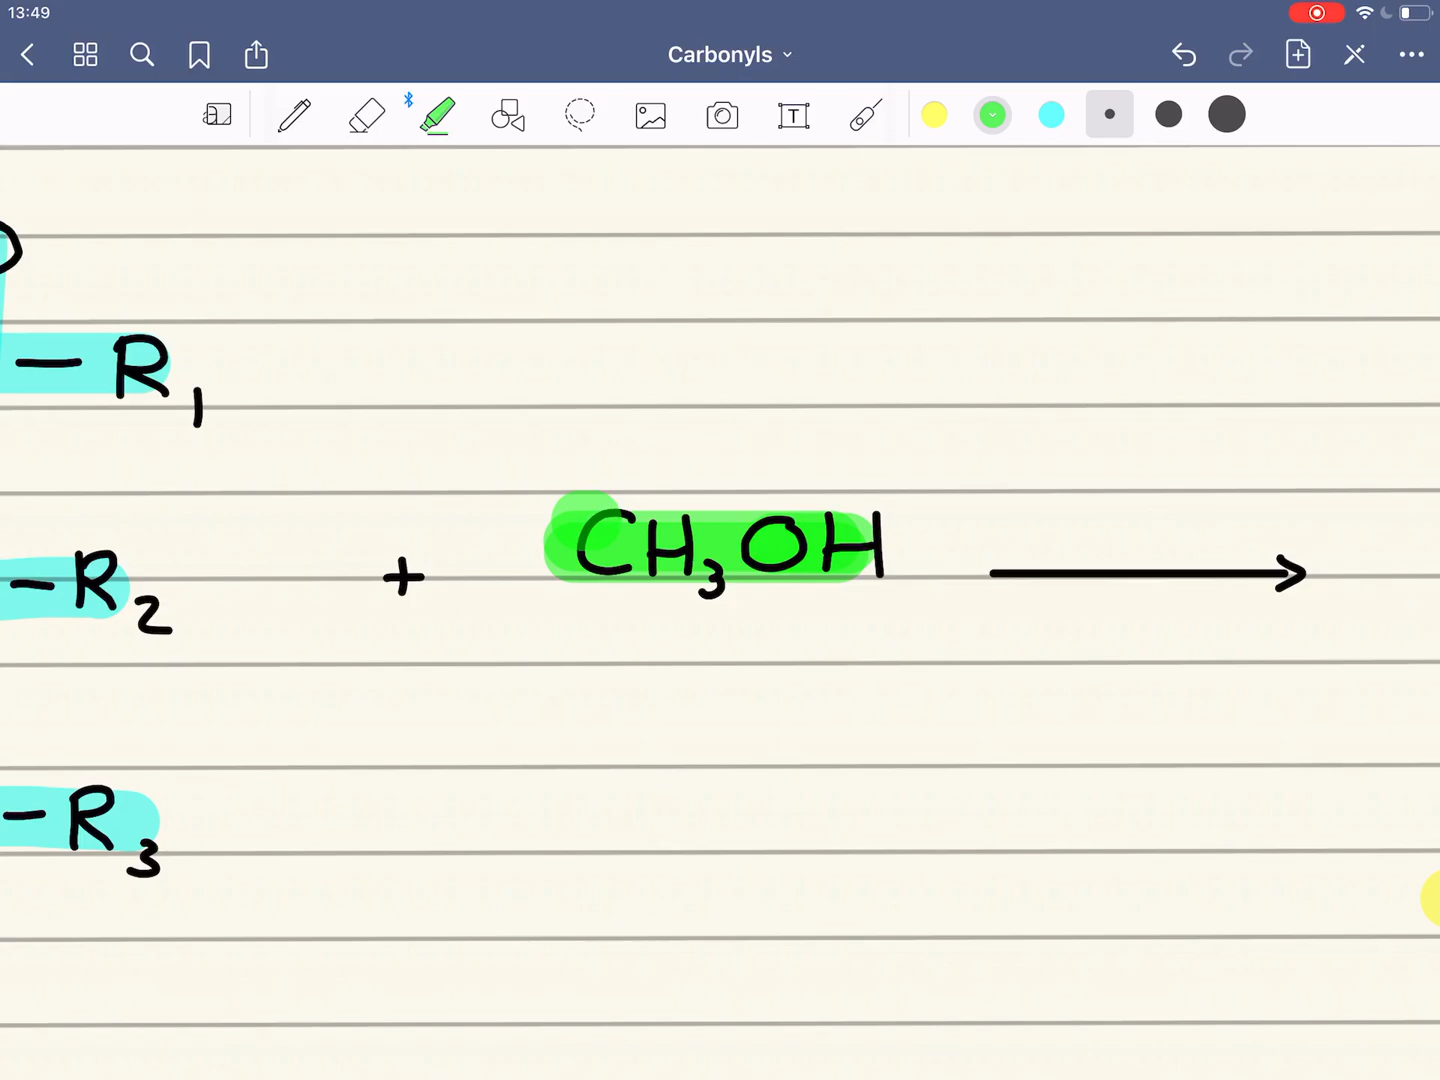 13:49
Carbonyls
T
O
– R₁
– R₂ + CH₃OH →
– R₃